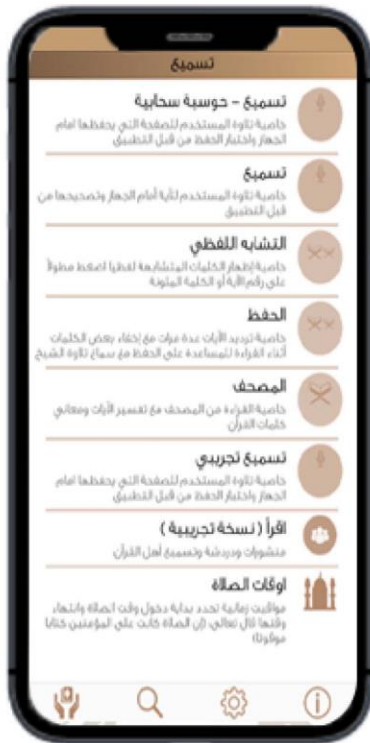 تسميع
تسميع – حوسبة سحابية
خاصية تلاوة المستخدم للصفحة التي يحفظها امام
الجهاز واختبار الحفظ من قبل التطبيق
تسميع
خاصية تلاوة المستخدم لآية أمام الجهاز وتصحيحها من
قبل التطبيق
التشابه اللفظي
خاصية إظهار الكلمات المتشابهة لفظيا اضغط مطولاً
على رقم الآية أو الكلمة الملونة
الحفظ
خاصية ترديد الآيات عدة مرات مع إخفاء بعض الكلمات
أثناء القراءة للمساعدة على الحفظ مع سماع تلاوة الشيخ
المصحف
خاصية القراءة من المصحف مع تفسير الآيات ومعاني
كلمات القرآن
تسميع تجريبي
خاصية تلاوة المستخدم للصفحة التي يحفظها امام
الجهاز واختبار الحفظ من قبل التطبيق
اقرأ ( نسخة تجريبية )
منشورات ودردشة وتسميع أهل القرآن
اوقات الصلاة
مواقيت زمانية تحدد بداية دخول وقت الصلاة وانتهاء
وقتها قال تعالى: (إن الصلاة كانت على المؤمنين كتابا
موقوتا)